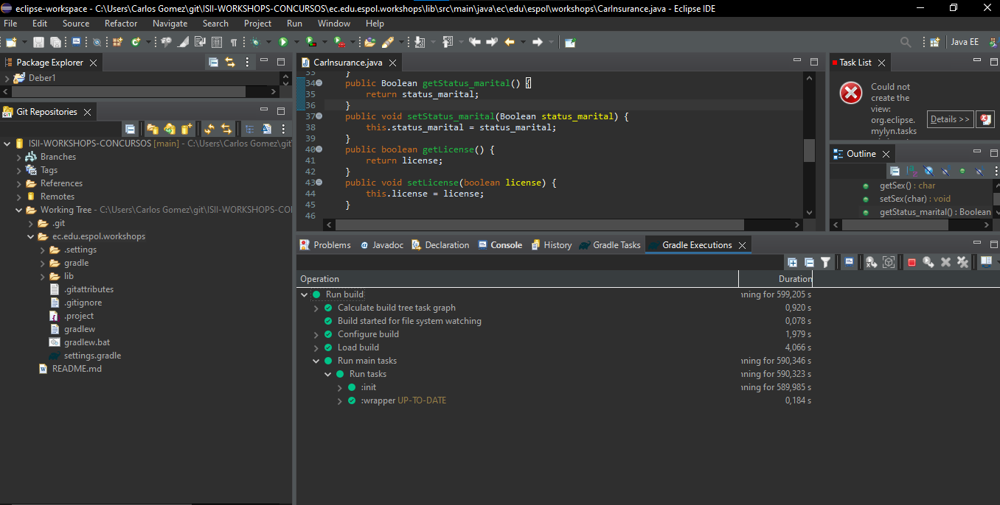 eclipse-workspace - C:\Users\Carlos Gomez\git\ISII-WORKSHOPS-CONCURSOS\ec.edu.espol.workshops\lib\src\main\java\ec\edu\espol\workshops\CarInsurance.java - Eclipse IDE
File Edit Source Refactor Navigate Search Project Run Window Help
Java EE
Package Explorer
Deber1
Git Repositories
ISII-WORKSHOPS-CONCURSOS [main] - C:\Users\Carlos Gomez\git
Branches
Tags
References
Remotes
Working Tree - C:\Users\Carlos Gomez\git\ISII-WORKSHOPS-CO
.git
ec.edu.espol.workshops
.settings
gradle
lib
.gitattributes
.gitignore
.project
gradlew
gradlew.bat
settings.gradle
README.md
CarInsurance.java
33 }
34 public Boolean getStatus_marital() {
35 return status_marital;
36 }
37 public void setStatus_marital(Boolean status_marital) {
38 this.status_marital = status_marital;
39 }
40 public boolean getLicense() {
41 return license;
42 }
43 public void setLicense(boolean license) {
44 this.license = license;
45 }
46
Task List
Could not
create the
view:
org.eclipse.
mylyn.tasks
Details >>
Outline
getSex() : char
setSex(char) : void
getStatus_marital() : Boolean
Problems Javadoc Declaration Console History Gradle Tasks Gradle Executions
Operation Duration
Run build nning for 599,205 s
Calculate build tree task graph 0,920 s
Build started for file system watching 0,078 s
Configure build 1,979 s
Load build 4,066 s
Run main tasks nning for 590,346 s
Run tasks nning for 590,323 s
:init nning for 589,985 s
:wrapper UP-TO-DATE 0,184 s